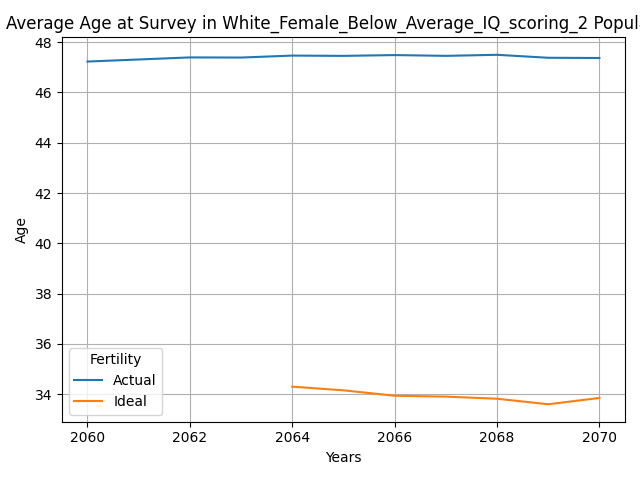 Average Age at Survey in White_Female_Below_Average_IQ_scoring_2 Popul
48
46
44
42
40
38
36
34
Age
Fertility
Actual
Ideal
2060 2062 2064 2066 2068 2070
Years